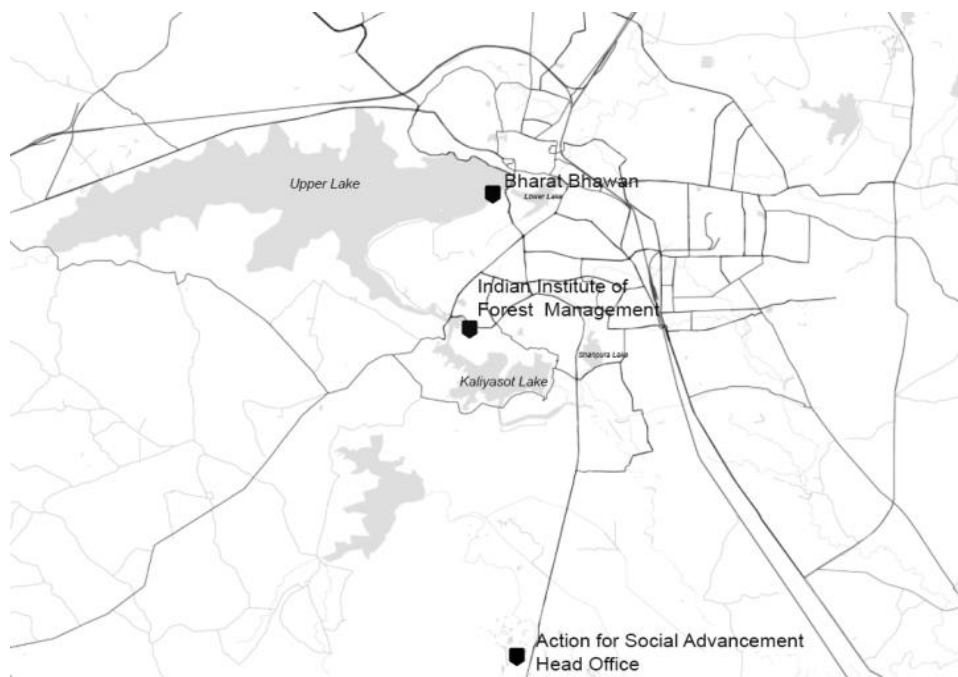 Upper Lake
Bharat Bhawan
Lower Lake
Indian Institute of
Forest Management
Shahpura Lake
Kaliyasot Lake
Action for Social Advancement
Head Office